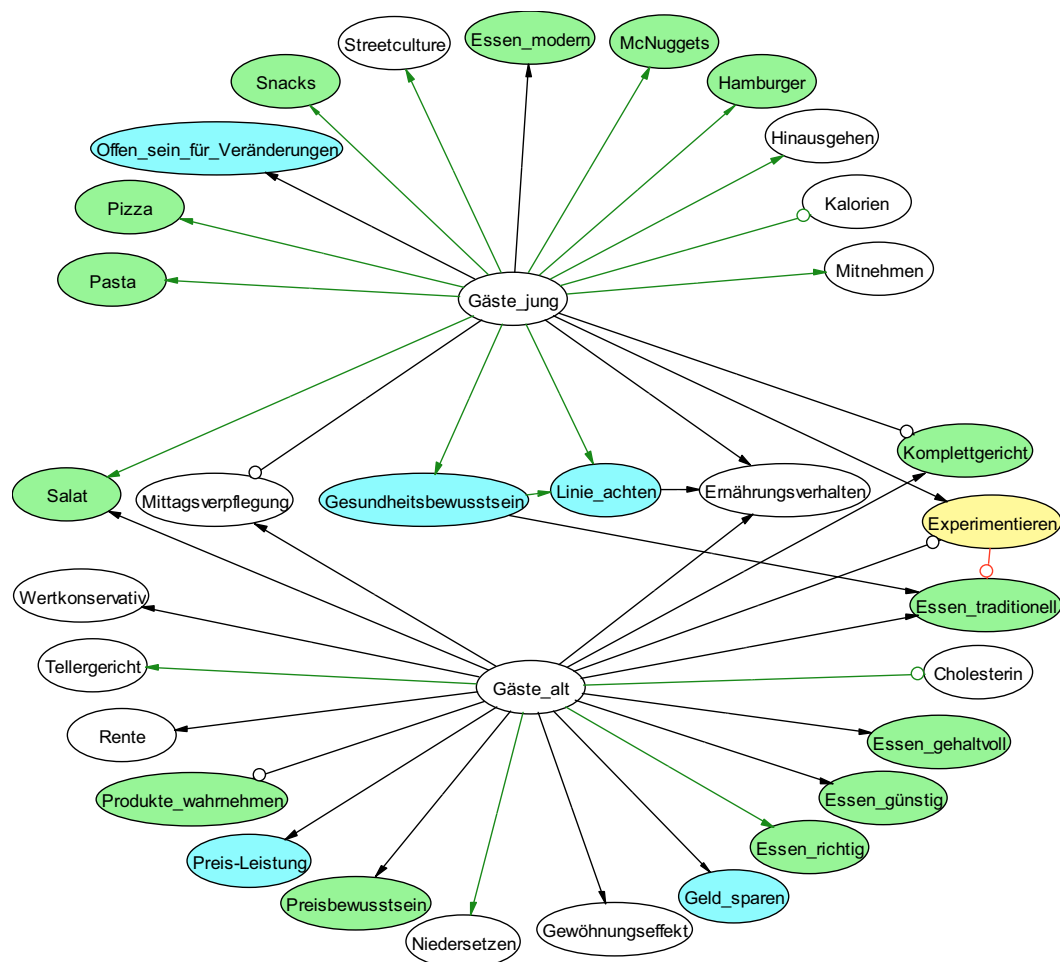 Streetculture
Essen_modern
McNuggets
Snacks
Hamburger
Offen_sein_für_Veränderungen
Hinausgehen
Pizza
Kalorien
Pasta
Mitnehmen
Gäste_jung
Komplettgericht
Salat
Mittagsverpflegung
Gesundheitsbewusstsein
Linie_achten
Ernährungsverhalten
Experimentieren
Wertkonservativ
Essen_traditionell
Tellergericht
Cholesterin
Gäste_alt
Rente
Essen_gehaltvoll
Produkte_wahrnehmen
Essen_günstig
Preis-Leistung
Essen_richtig
Preisbewusstsein
Geld_sparen
Niedersetzen
Gewöhnungseffekt